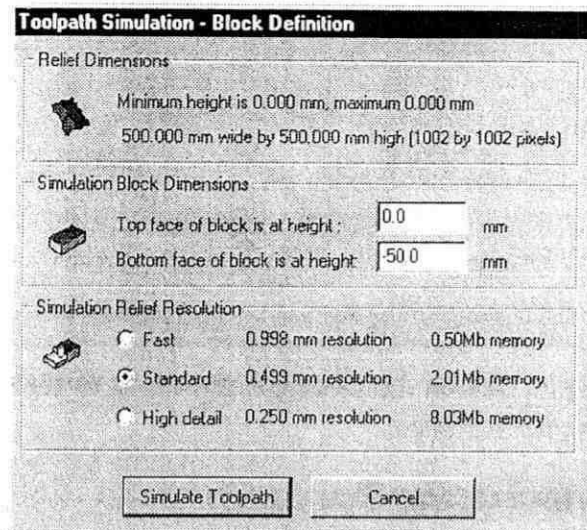 Toolpath Simulation - Block Definition
Relief Dimensions
Minimum height is 0.000 mm, maximum 0.000 mm
500.000 mm wide by 500.000 mm high (1002 by 1002 pixels)
Simulation Block Dimensions
Top face of block is at height : 0.0 mm
Bottom face of block is at height: -50.0 mm
Simulation Relief Resolution
Fast 0.998 mm resolution 0.50Mb memory
Standard 0.499 mm resolution 2.01Mb memory
High detail 0.250 mm resolution 8.03Mb memory
Simulate Toolpath Cancel